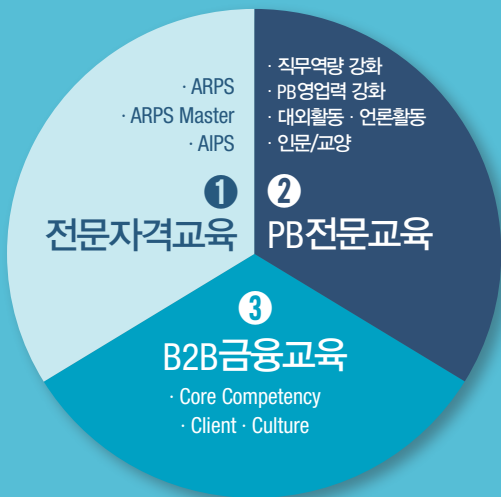 · ARPS
· ARPS Master
· AIPS
❶
전문자격교육
· 직무역량 강화
· PB영업력 강화
· 대외활동 · 언론활동
· 인문/교양
❷
PB전문교육
❸
B2B금융교육
· Core Competency
· Client · Culture